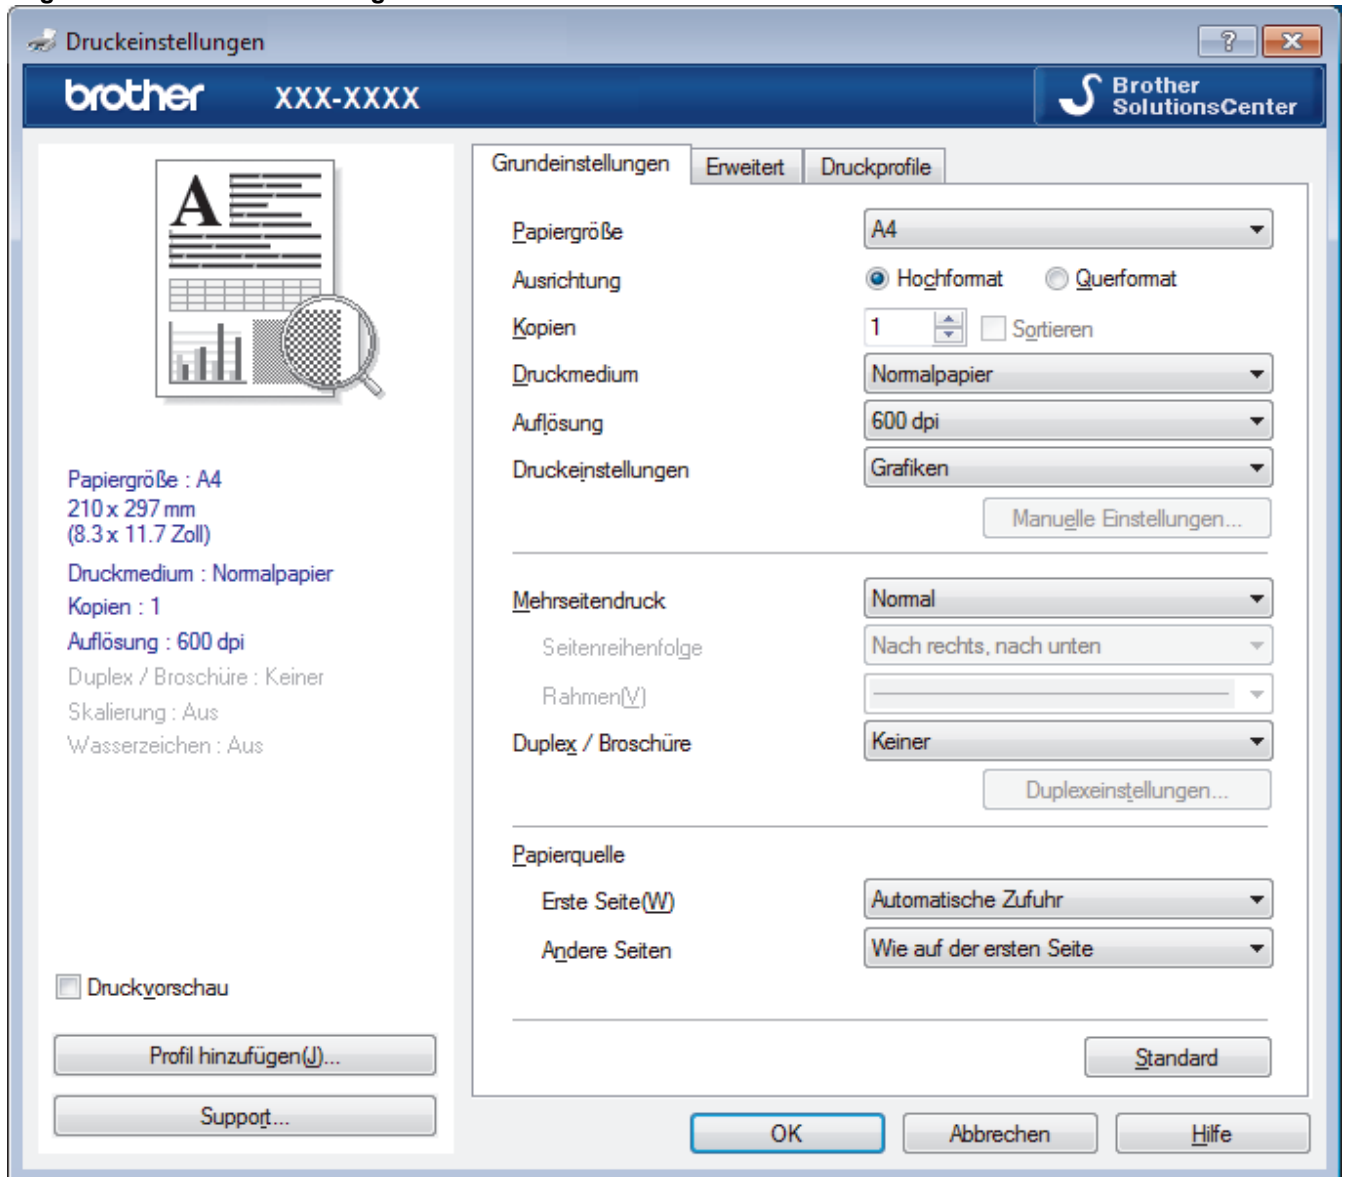 Druckeinstellungen
?
brother XXX-XXXX
Brother
SolutionsCenter
A
Papiergröße : A4
210 x 297 mm
(8.3 x 11.7 Zoll)
Druckmedium : Normalpapier
Kopien : 1
Auflösung : 600 dpi
Duplex / Broschüre : Keiner
Skalierung : Aus
Wasserzeichen : Aus
Druckvorschau
Profil hinzufügen(J)...
Support...
Grundeinstellungen Erweitert Druckprofile
Papiergröße A4
Ausrichtung Hochformat Querformat
Kopien 1 Sortieren
Druckmedium Normalpapier
Auflösung 600 dpi
Druckeinstellungen Grafiken
Manuelle Einstellungen...
Mehrseitendruck Normal
Seitenreihenfolge Nach rechts, nach unten
Rahmen(V)
Duplex / Broschüre Keiner
Duplexeinstellungen...
Papierquelle
Erste Seite(W) Automatische Zufuhr
Andere Seiten Wie auf der ersten Seite
Standard
OK Abbrechen Hilfe